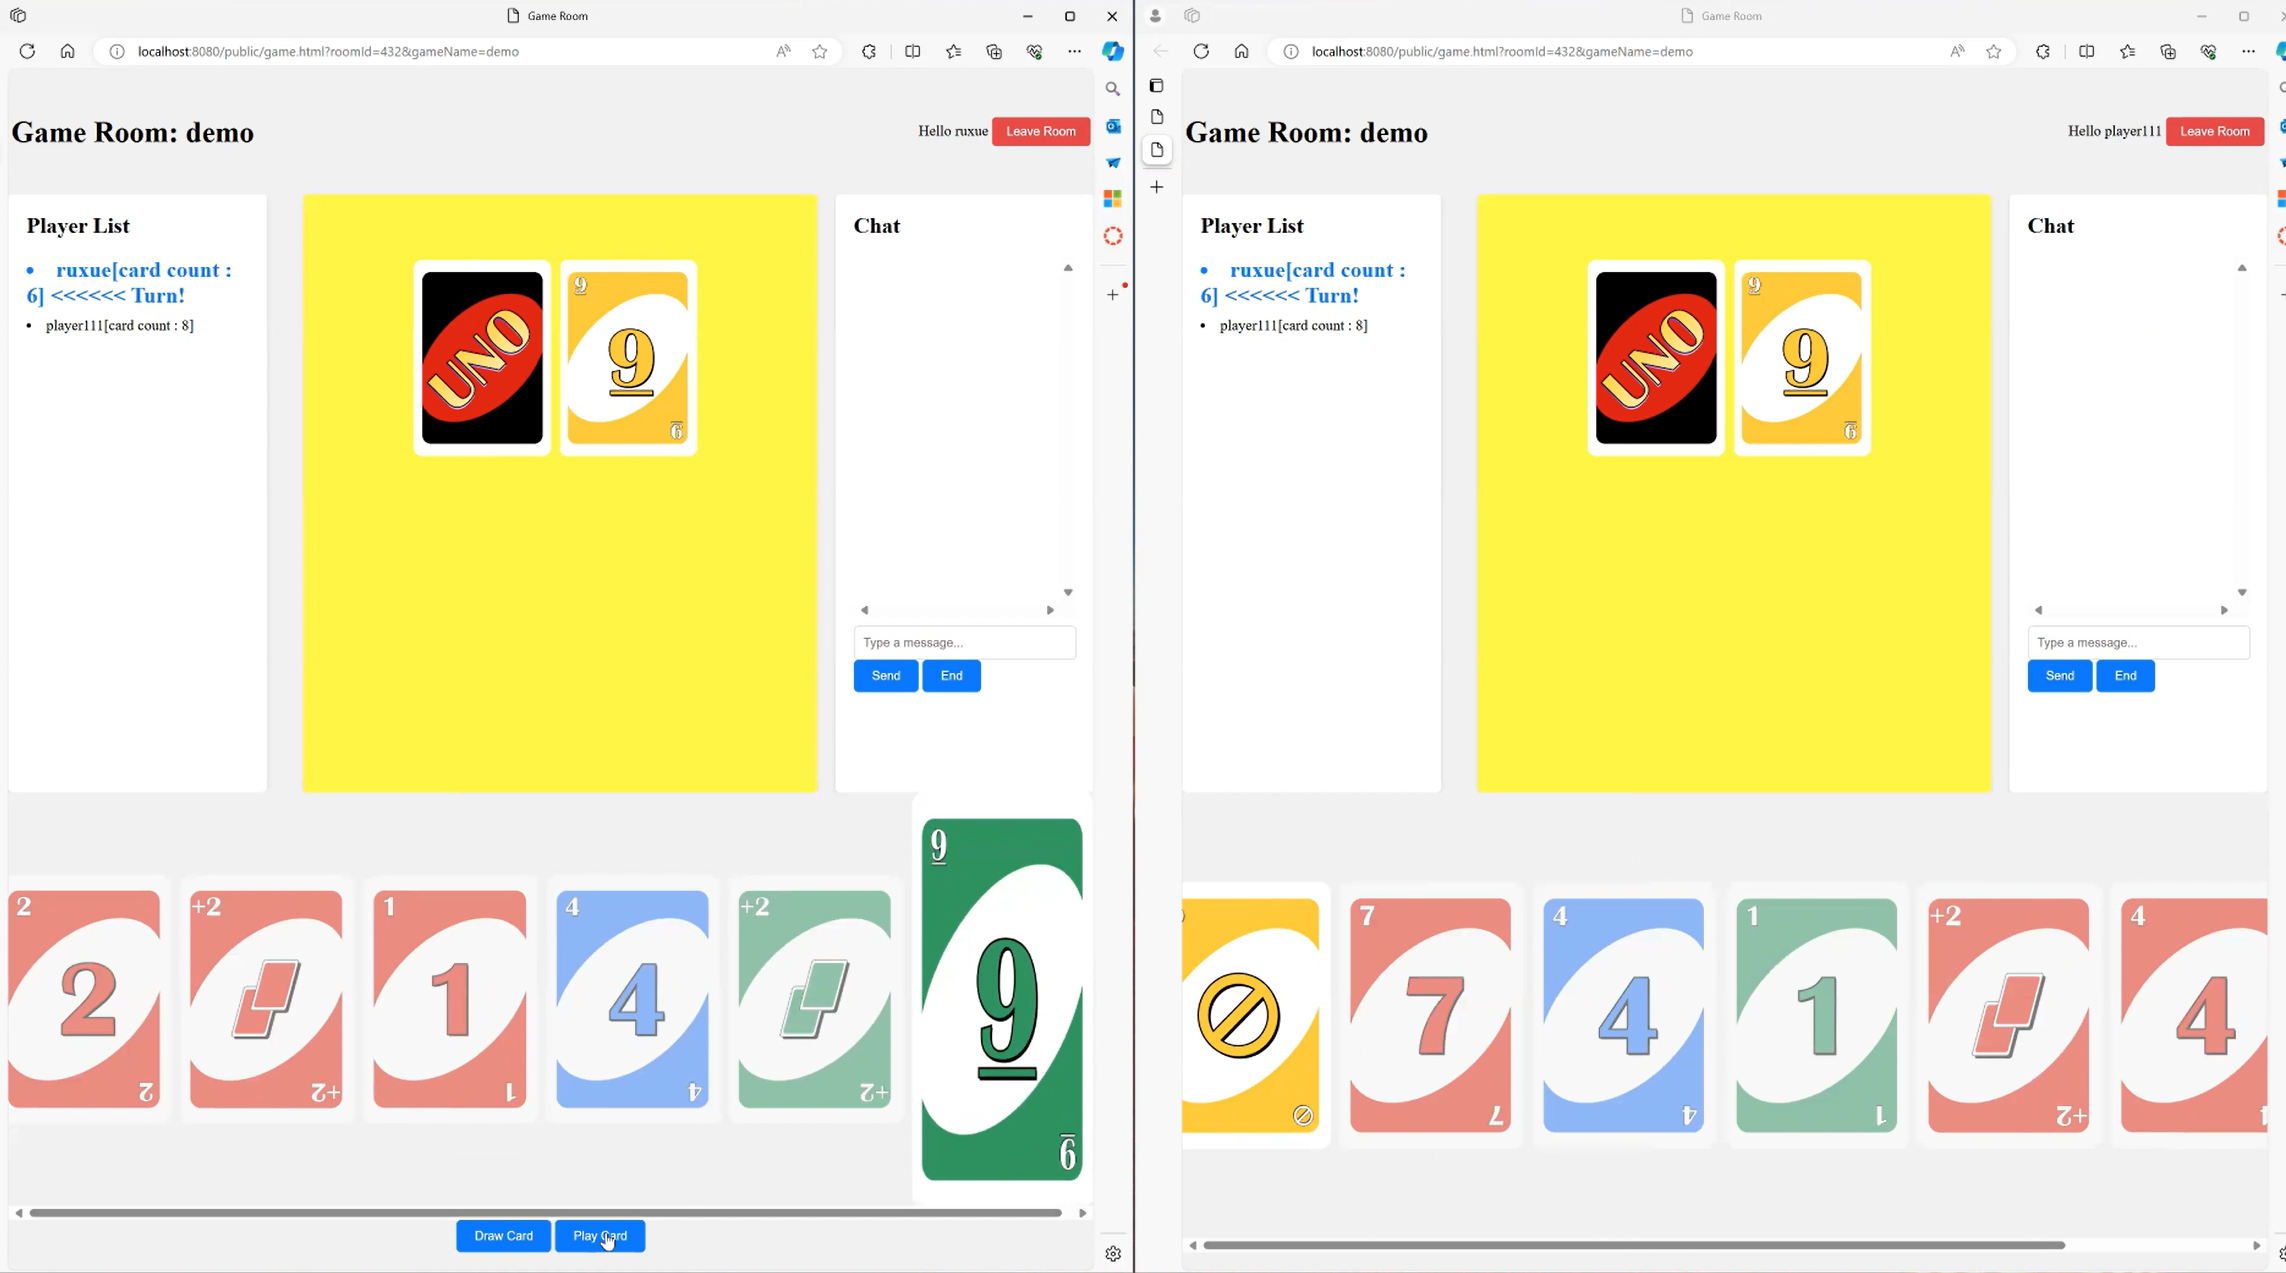 Game Room
localhost:8080/public/game.html?roomId=432&gameName=demo
Game Room: demo
Hello ruxue
Leave Room
Player List
ruxue[card count :
6] <<<<<< Turn!
player111[card count : 8]
UNO
9
9
9
Chat
Type a message...
Send
End
2
2
2
+2
+2
1
1
1
4
4
4
+2
+2
9
9
9
Draw Card
Play Card
Game Room
localhost:8080/public/game.html?roomId=432&gameName=demo
Game Room: demo
Hello player111
Leave Room
Player List
ruxue[card count :
6] <<<<<< Turn!
player111[card count : 8]
UNO
9
9
9
Chat
Type a message...
Send
End
7
7
7
4
4
4
1
1
1
+2
+2
4
4